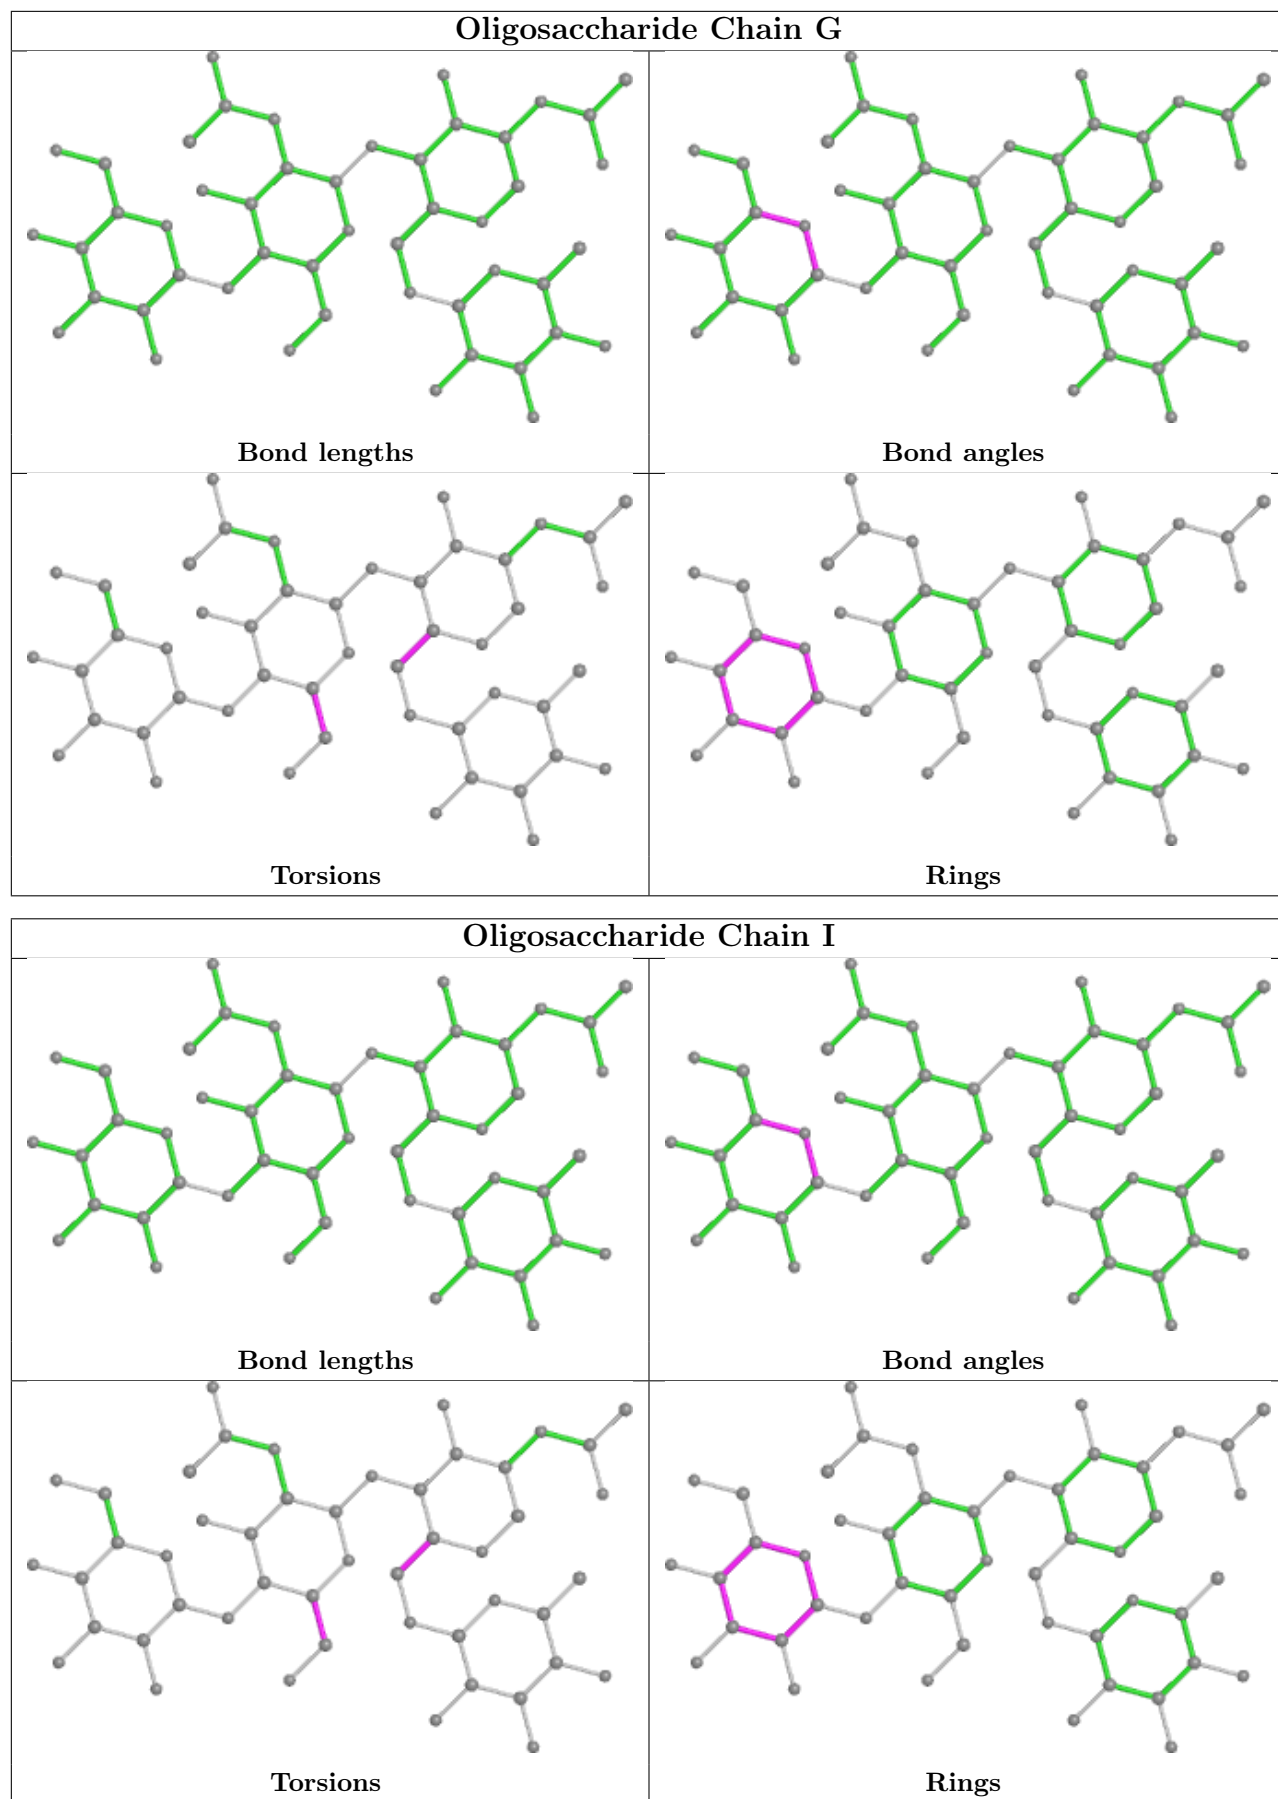 Oligosaccharide Chain G
Bond lengths
Bond angles
Torsions
Rings
Oligosaccharide Chain I
Bond lengths
Bond angles
Torsions
Rings